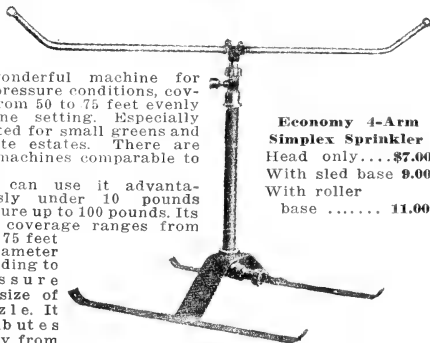 onderful machine for
pressure conditions, cov-
rom 50 to 75 feet evenly
ne setting. Especially
ted for small greens and
te estates. There are
machines comparable to
can use it advanta-
sly under 10 pounds
ure up to 100 pounds. Its
coverage ranges from
75 feet
ameter
ding to
ssure
size of
zle. It
butes
y from
Economy 4-Arm
Simplex Sprinkler
Head only....$7.00
With sled base 9.00
With roller
base ....... 11.00